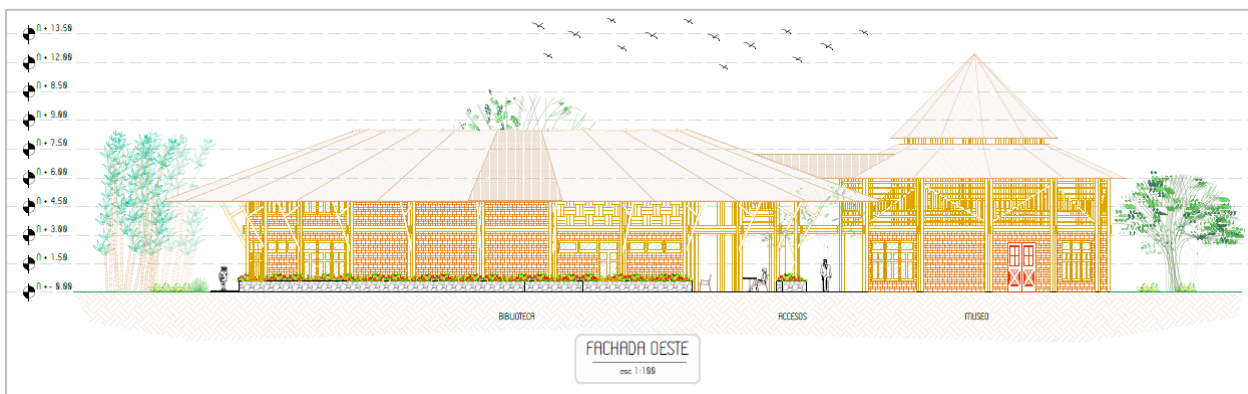 n + 13.50
n + 12.00
n + 8.50
n + 9.00
n + 7.50
n + 6.00
n + 4.50
n + 3.00
n + 1.50
n +- 0.00
BIBLIOTECA
ACCESOS
MUSEO
FACHADA OESTE
esc 1:100